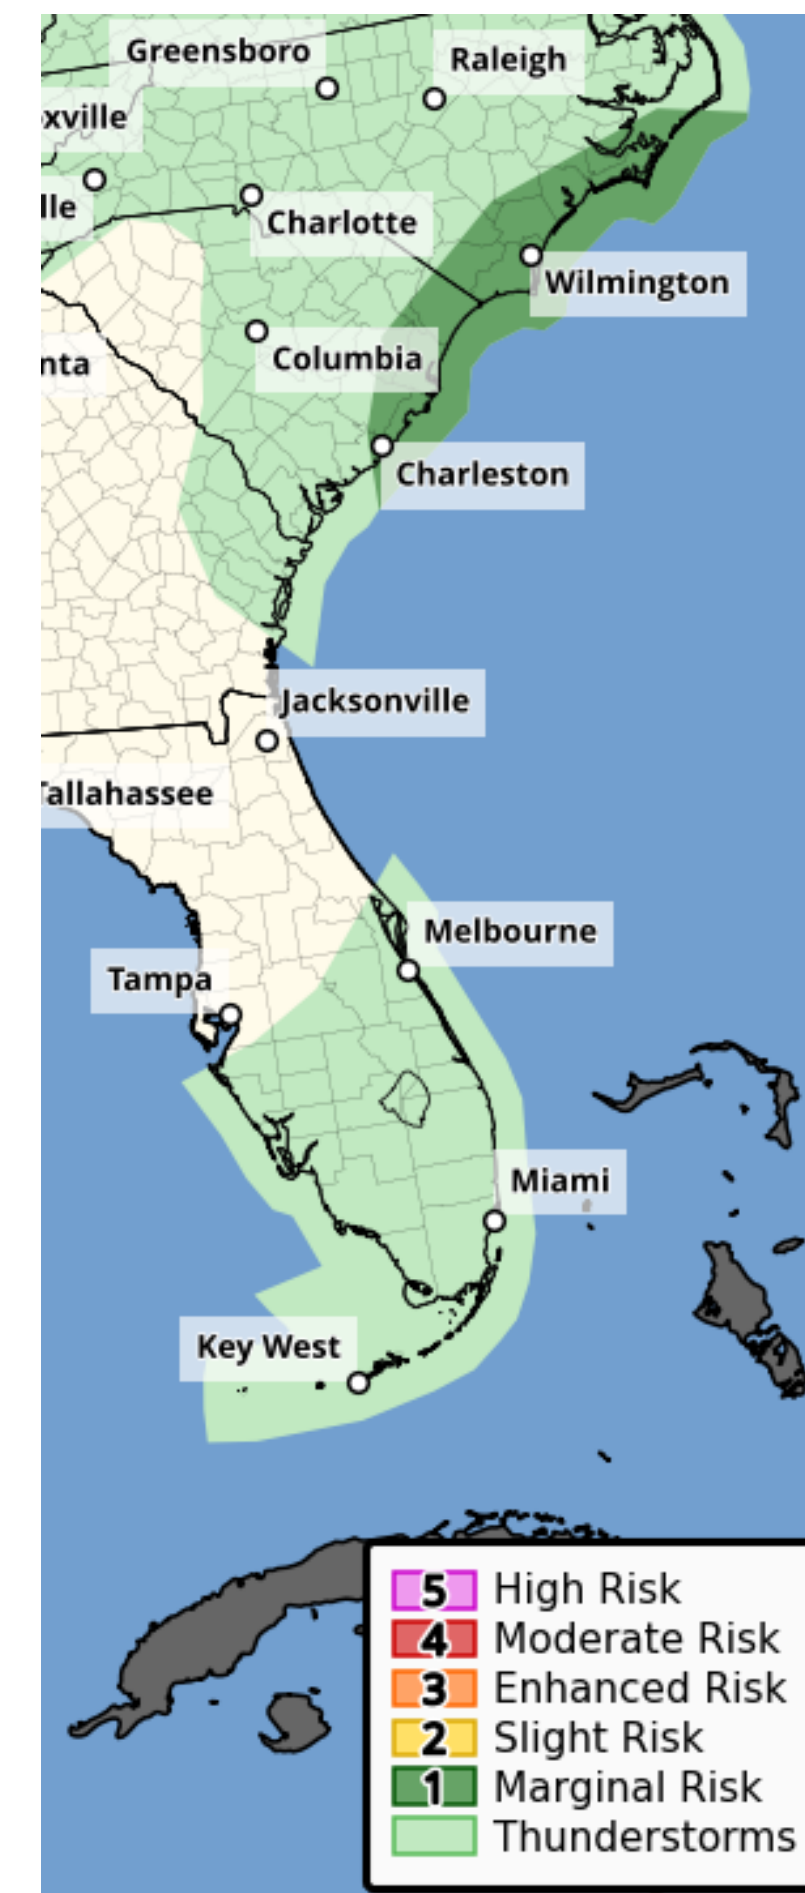 Greensboro
Raleigh
xville
lle
Charlotte
Wilmington
Columbia
nta
Charleston
Jacksonville
Tallahassee
Melbourne
Tampa
Miami
Key West
5 High Risk
4 Moderate Risk
3 Enhanced Risk
2 Slight Risk
1 Marginal Risk
Thunderstorms